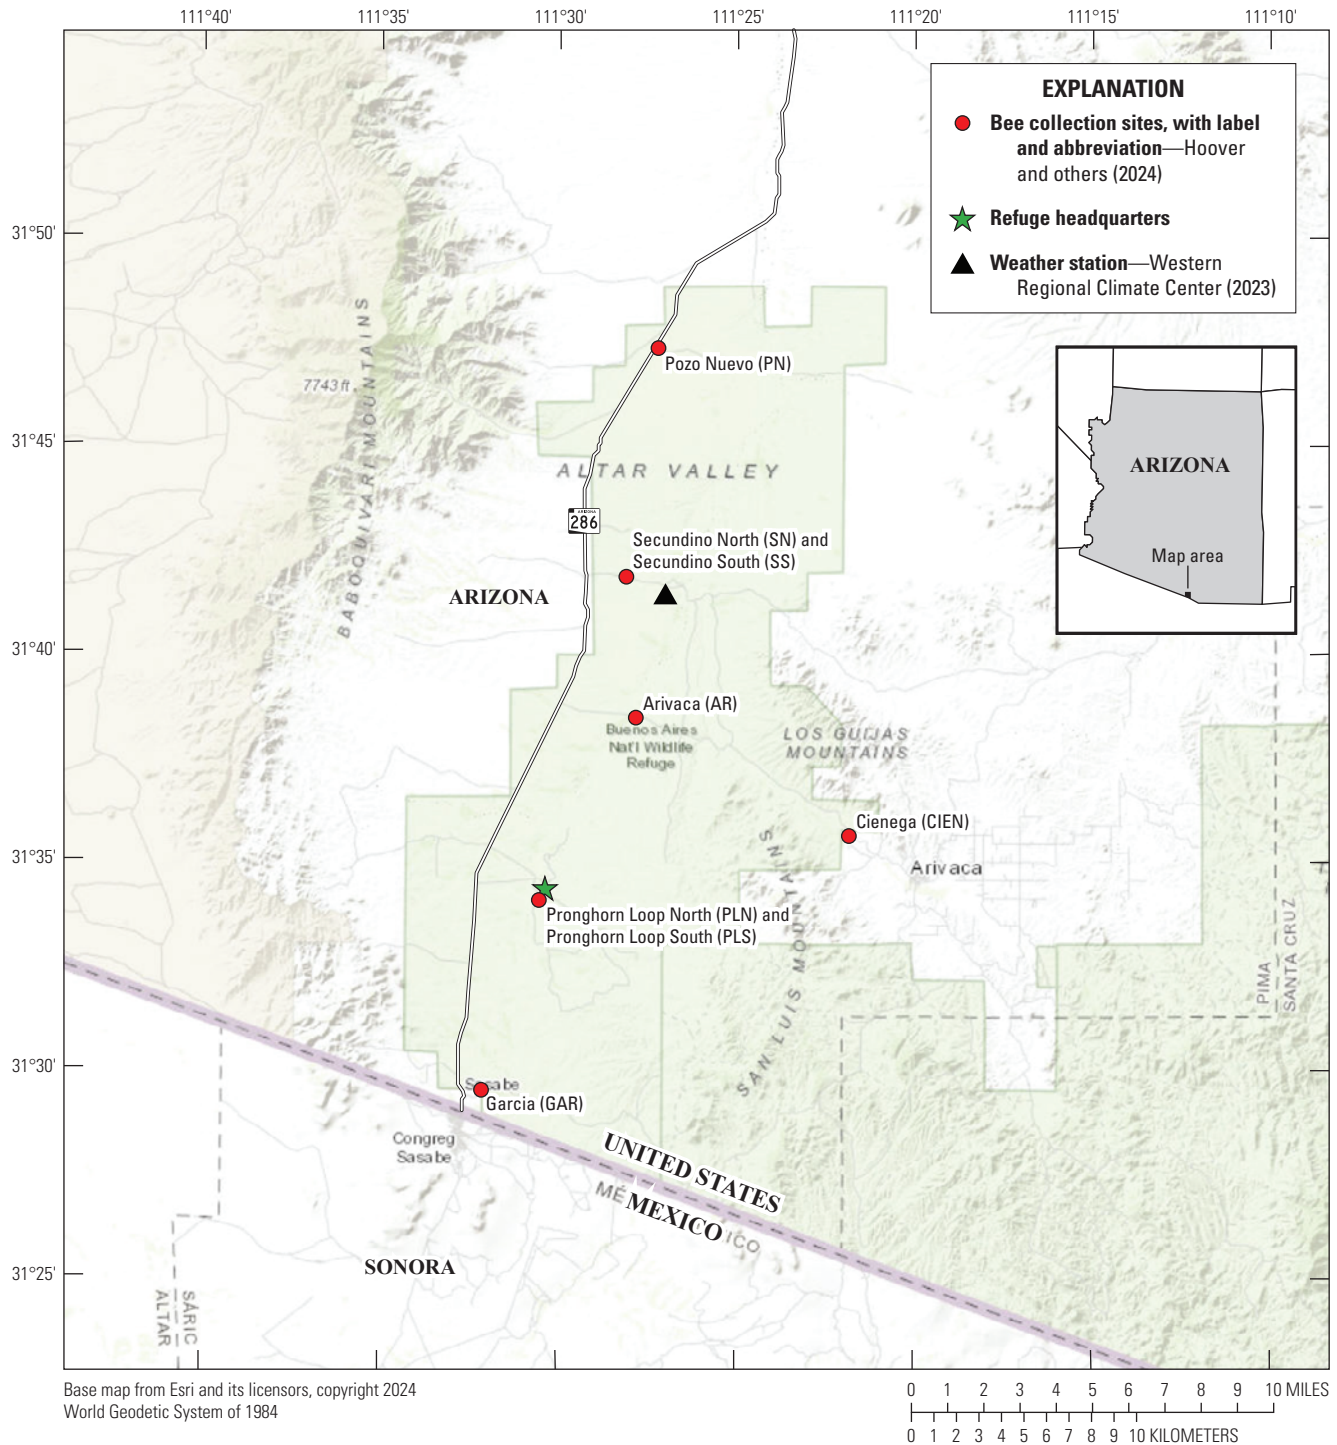 111°40' 111°35' 111°30' 111°25' 111°20' 111°15' 111°10'
EXPLANATION
Bee collection sites, with label
and abbreviation—Hoover
and others (2024)
Refuge headquarters
Weather station—Western
Regional Climate Center (2023)
31°50'
BABOQUIVARI MOUNTAINS
7743 ft
Pozo Nuevo (PN)
31°45'
ALTAR VALLEY
ARIZONA
Map area
ARIZONA
286
Secundino North (SN) and
Secundino South (SS)
ARIZONA
31°40'
Arivaca (AR)
Buenos Aires
Nat'l Wildlife
Refuge
LOS GUIJAS
MOUNTAINS
Cienega (CIEN)
31°35'
Arivaca
Pronghorn Loop North (PLN) and
Pronghorn Loop South (PLS)
SAN LUIS MOUNTAINS
PIMA
SANTA CRUZ
31°30'
Sasabe
Garcia (GAR)
Congreg
Sasabe
UNITED STATES
MÉXICO
MEXICO
SONORA
31°25'
SÁRIC
ALTAR
Base map from Esri and its licensors, copyright 2024
World Geodetic System of 1984
0 1 2 3 4 5 6 7 8 9 10 MILES
0 1 2 3 4 5 6 7 8 9 10 KILOMETERS